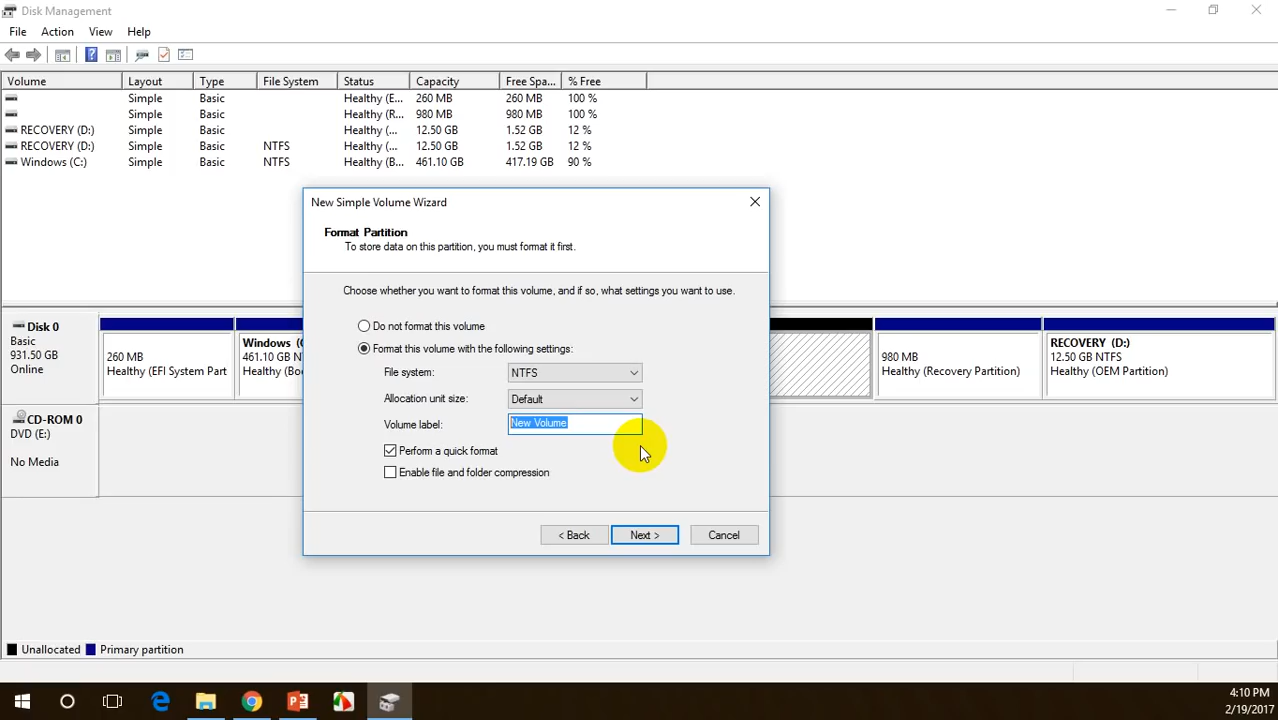 Disk Management
File Action View Help
Volume Layout Type File System Status Capacity Free Spa... % Free
Simple Basic Healthy (E... 260 MB 260 MB 100 %
Simple Basic Healthy (R... 980 MB 980 MB 100 %
RECOVERY (D:) Simple Basic Healthy (... 12.50 GB 1.52 GB 12 %
RECOVERY (D:) Simple Basic NTFS Healthy (... 12.50 GB 1.52 GB 12 %
Windows (C:) Simple Basic NTFS Healthy (B... 461.10 GB 417.19 GB 90 %
New Simple Volume Wizard
Format Partition
To store data on this partition, you must format it first.
Choose whether you want to format this volume, and if so, what settings you want to use.
Do not format this volume
Format this volume with the following settings:
File system: NTFS
Allocation unit size: Default
Volume label: New Volume
Perform a quick format
Enable file and folder compression
< Back Next > Cancel
Disk 0
Basic
931.50 GB
Online
260 MB
Healthy (EFI System Part
Windows (
461.10 GB NT
Healthy (Boo
980 MB
Healthy (Recovery Partition)
RECOVERY (D:)
12.50 GB NTFS
Healthy (OEM Partition)
CD-ROM 0
DVD (E:)
No Media
Unallocated Primary partition
4:10 PM
2/19/2017